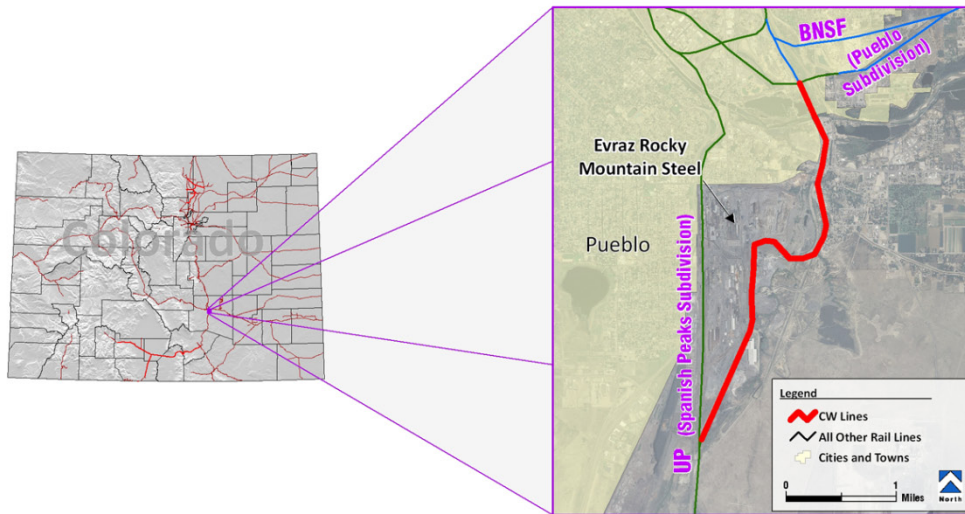 Colorado
BNSF
(Pueblo
Subdivision)
Evraz Rocky
Mountain Steel
Pueblo
UP (Spanish Peaks Subdivision)
Legend
CW Lines
All Other Rail Lines
Cities and Towns
0 1
Miles
North